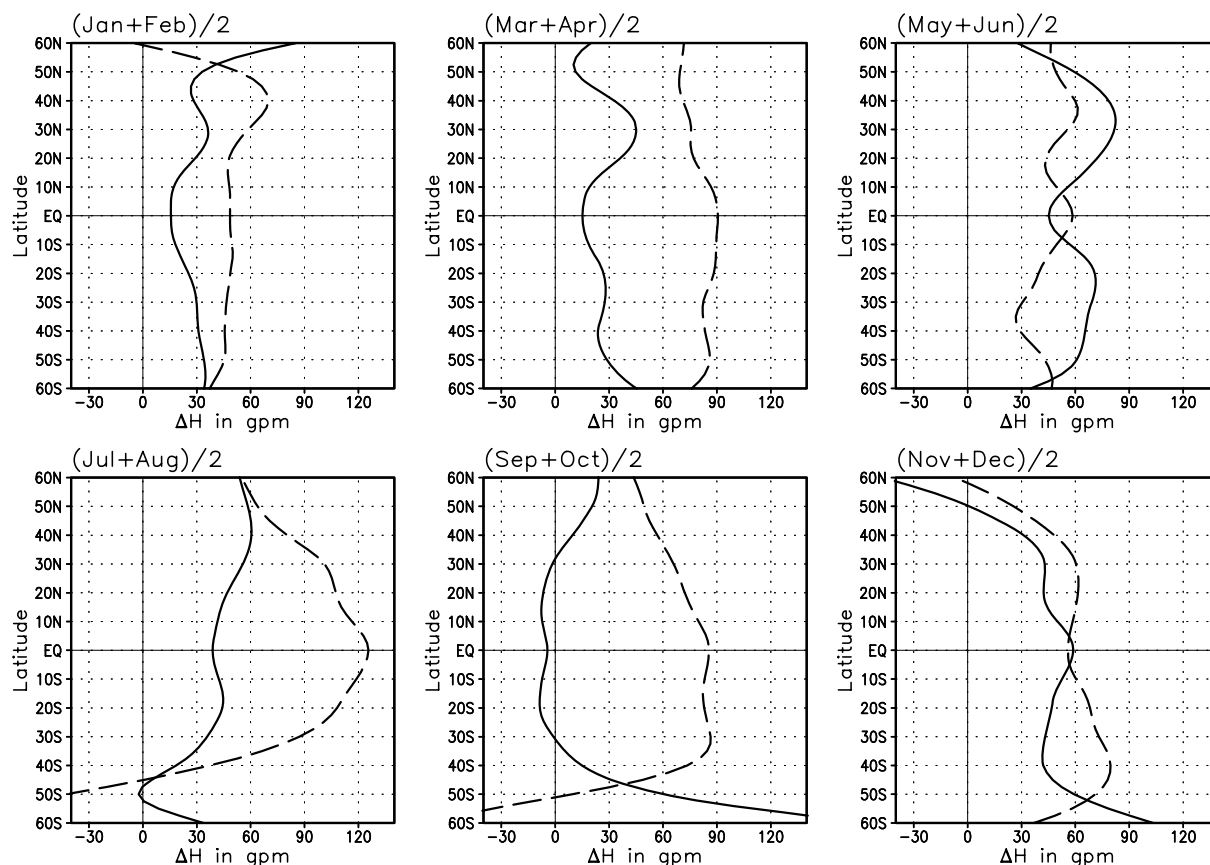 (Jan+Feb)/2
60N
50N
40N
30N
20N
10N
EQ
10S
20S
30S
40S
50S
60S
Latitude
-30 0 30 60 90 120
ΔH in gpm
(Mar+Apr)/2
60N
50N
40N
30N
20N
10N
EQ
10S
20S
30S
40S
50S
60S
Latitude
-30 0 30 60 90 120
ΔH in gpm
(May+Jun)/2
60N
50N
40N
30N
20N
10N
EQ
10S
20S
30S
40S
50S
60S
Latitude
-30 0 30 60 90 120
ΔH in gpm
(Jul+Aug)/2
60N
50N
40N
30N
20N
10N
EQ
10S
20S
30S
40S
50S
60S
Latitude
-30 0 30 60 90 120
ΔH in gpm
(Sep+Oct)/2
60N
50N
40N
30N
20N
10N
EQ
10S
20S
30S
40S
50S
60S
Latitude
-30 0 30 60 90 120
ΔH in gpm
(Nov+Dec)/2
60N
50N
40N
30N
20N
10N
EQ
10S
20S
30S
40S
50S
60S
Latitude
-30 0 30 60 90 120
ΔH in gpm